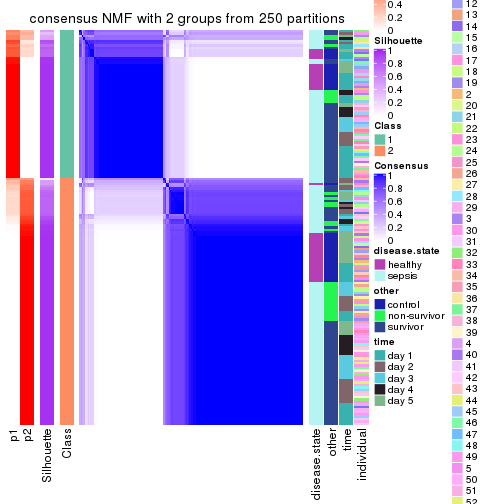 consensus NMF with 2 groups from 250 partitions
p1
p2
Silhouette
Class
disease.state
other
time
individual
0.4
0.2
0
Silhouette
1
0.8
0.6
0.4
0.2
0
Class
1
2
Consensus
1
0.8
0.6
0.4
0.2
0
disease.state
healthy
sepsis
other
control
non-survivor
survivor
time
day 1
day 2
day 3
day 4
day 5
12
13
14
15
16
17
18
19
2
20
21
22
23
24
25
26
27
28
29
3
30
31
32
33
34
35
36
37
38
39
4
40
41
42
43
44
45
46
47
48
49
5
50
51
52